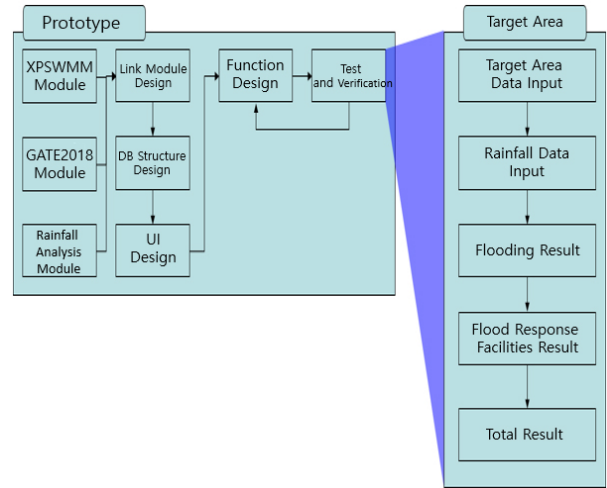 Prototype
XPSWMM
Module
GATE2018
Module
Rainfall
Analysis
Module
Link Module
Design
DB Structure
Design
UI
Design
Function
Design
Test
and Verification
Target Area
Target Area
Data Input
Rainfall Data
Input
Flooding Result
Flood Response
Facilities Result
Total Result